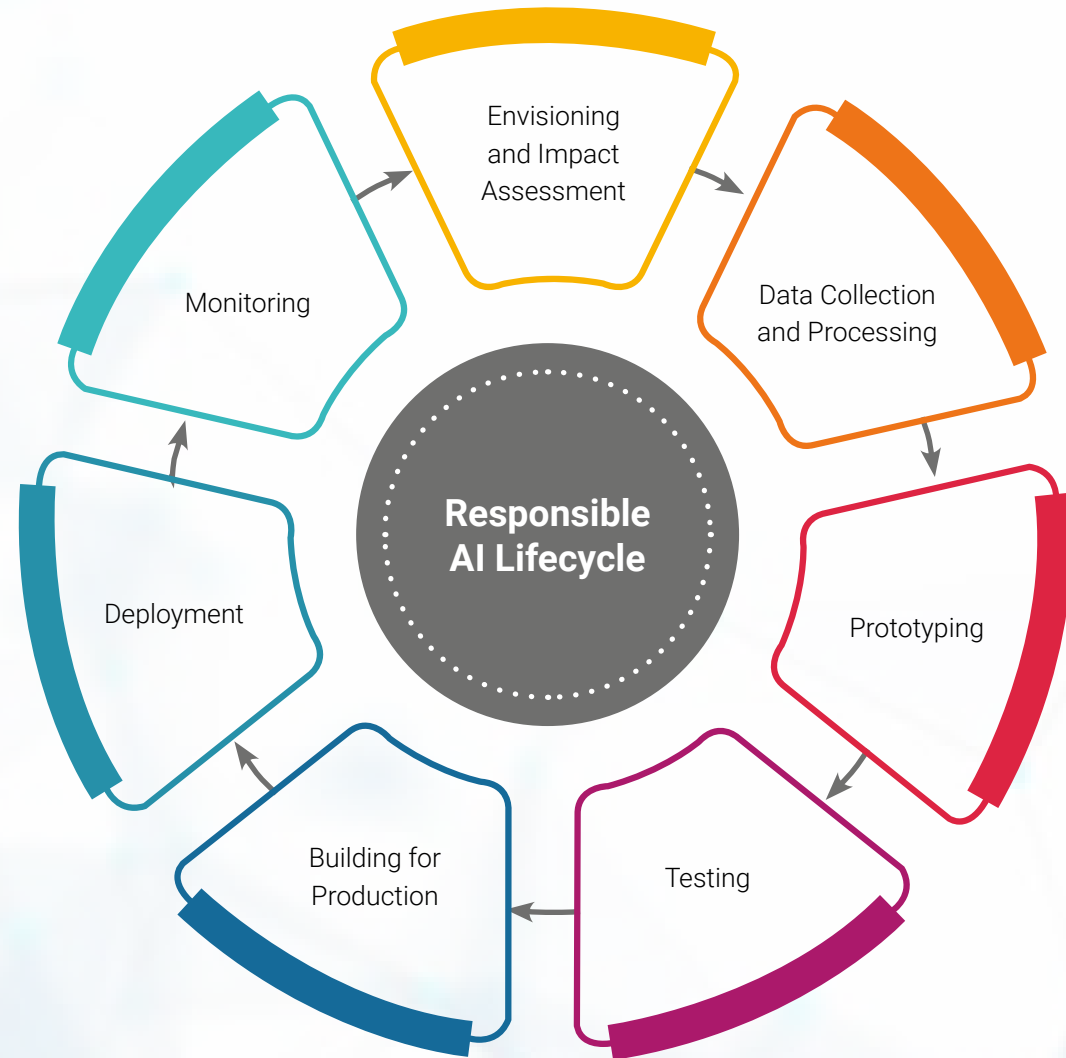 Envisioning
and Impact
Assessment
Data Collection
and Processing
Prototyping
Testing
Building for
Production
Deployment
Monitoring
Responsible
AI Lifecycle